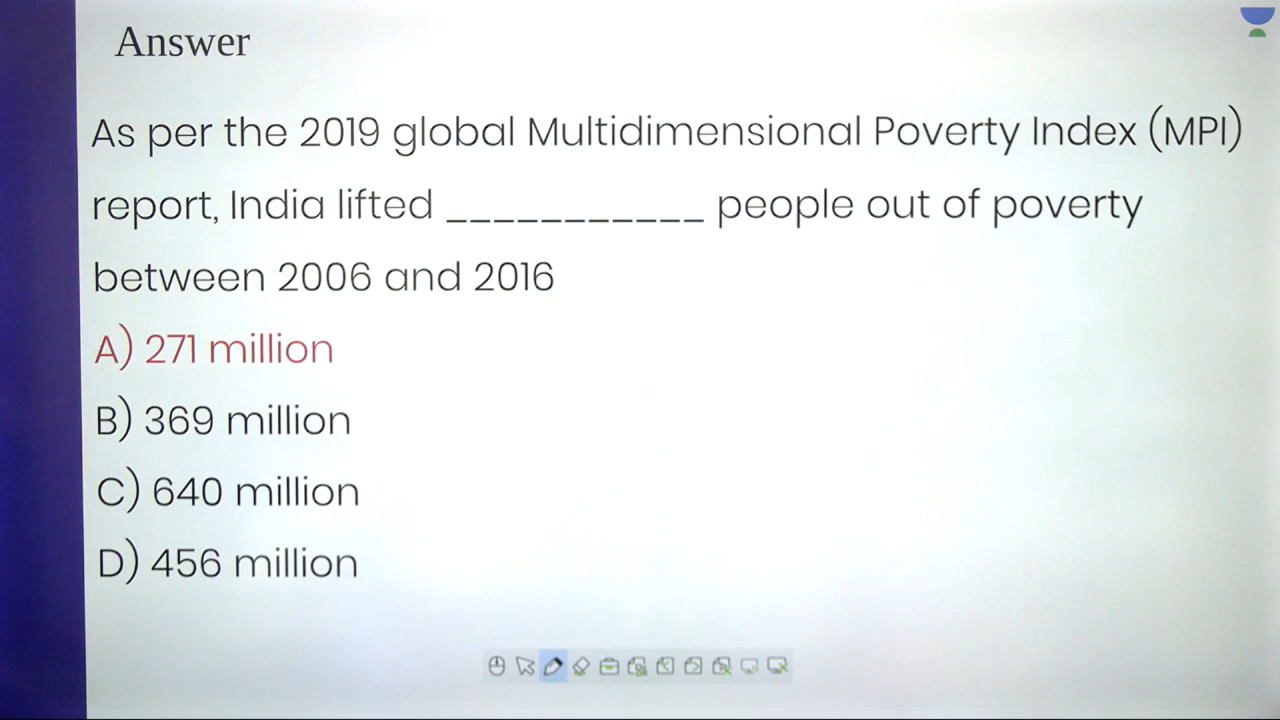 Answer
As per the 2019 global Multidimensional Poverty Index (MPI)
report, India lifted ___________ people out of poverty
between 2006 and 2016
A) 271 million
B) 369 million
C) 640 million
D) 456 million